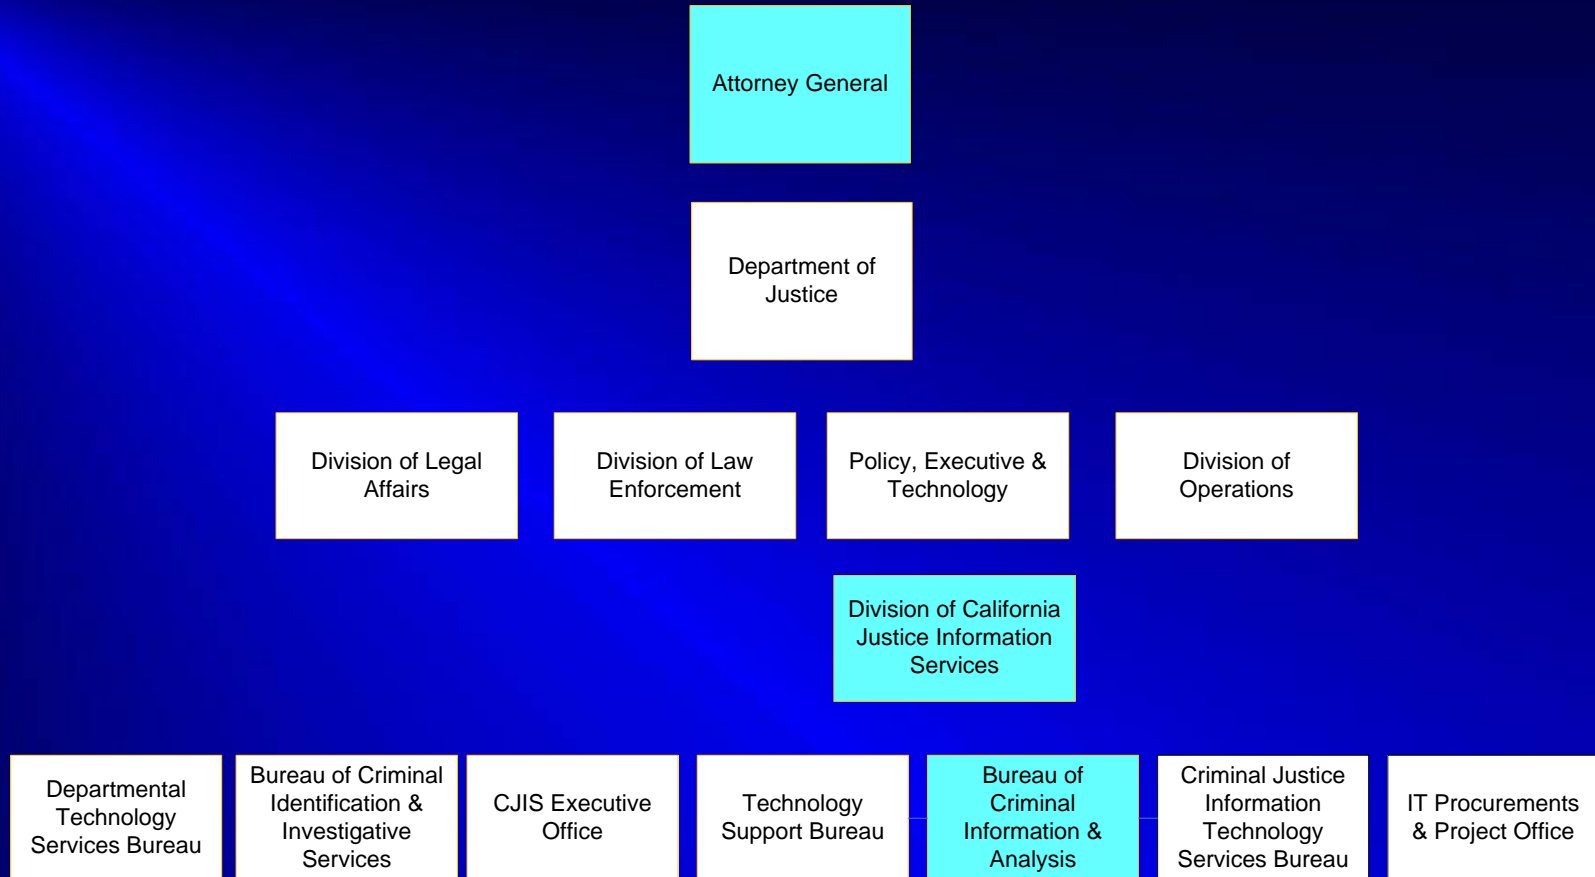 Attorney General
Department of
Justice
Division of Legal
Affairs
Division of Law
Enforcement
Policy, Executive &
Technology
Division of
Operations
Division of California
Justice Information
Services
Departmental
Technology
Services Bureau
Bureau of Criminal
Identification &
Investigative
Services
CJIS Executive
Office
Technology
Support Bureau
Bureau of
Criminal
Information &
Analysis
Criminal Justice
Information
Technology
Services Bureau
IT Procurements
& Project Office